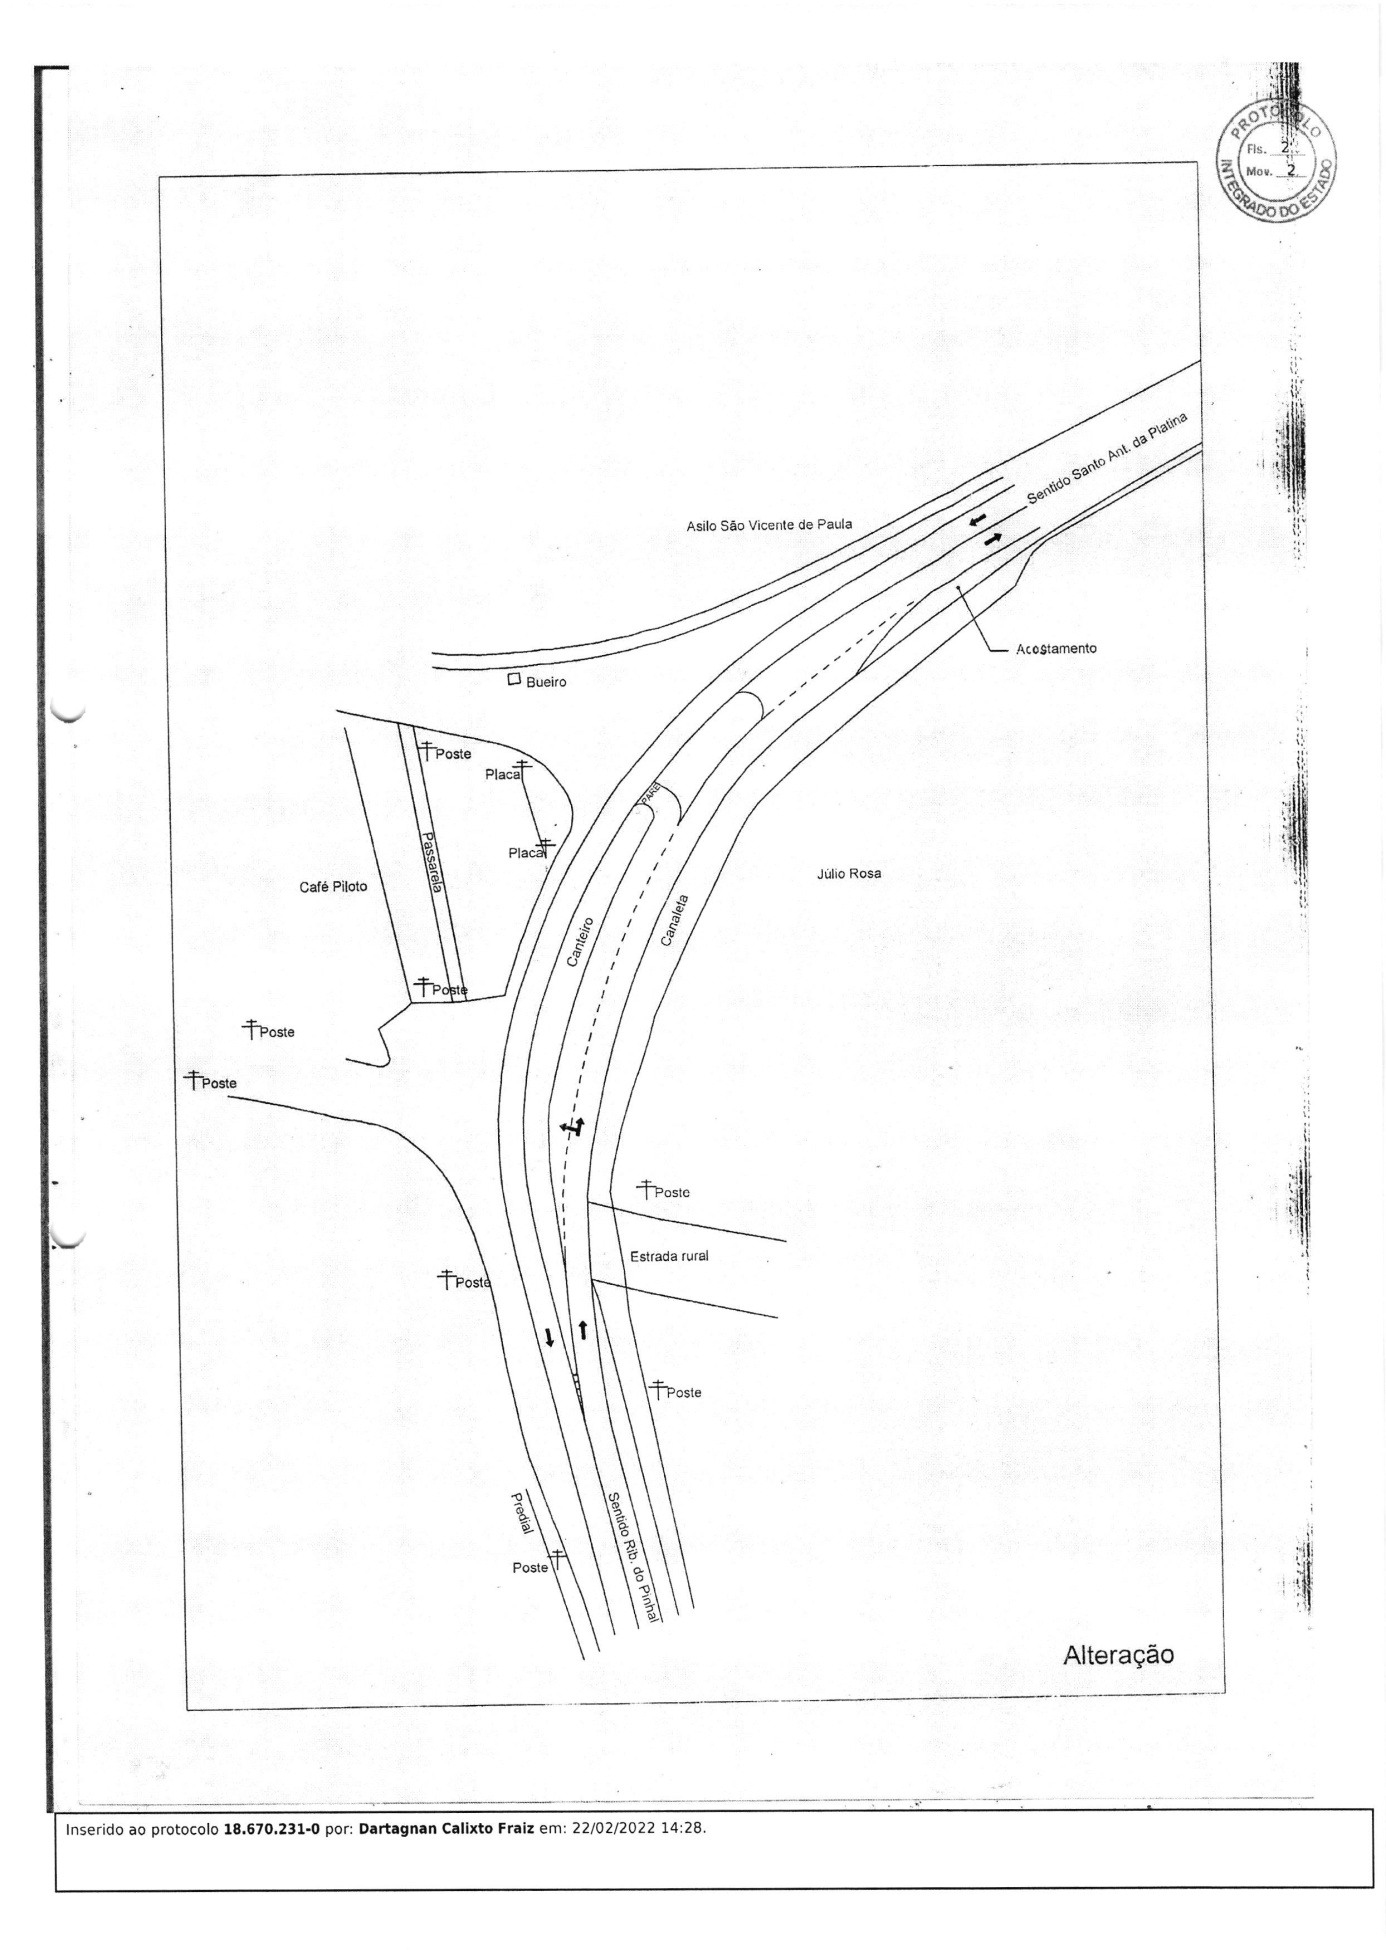 PROTOCOLO
Fls. 2
Mov. 2
INTEGRADO DO ESTADO
Sentido Santo Ant. da Platina
Asilo São Vicente de Paula
Acostamento
Bueiro
Poste
Placa
PARE
Placa
Passarela
Café Piloto
Júlio Rosa
Canteiro
Canaleta
Poste
Poste
Poste
Poste
Estrada rural
Poste
Poste
Predial
Sentido Rib. do Pinhal
Poste
Alteração
Inserido ao protocolo 18.670.231-0 por: Dartagnan Calixto Fraiz em: 22/02/2022 14:28.